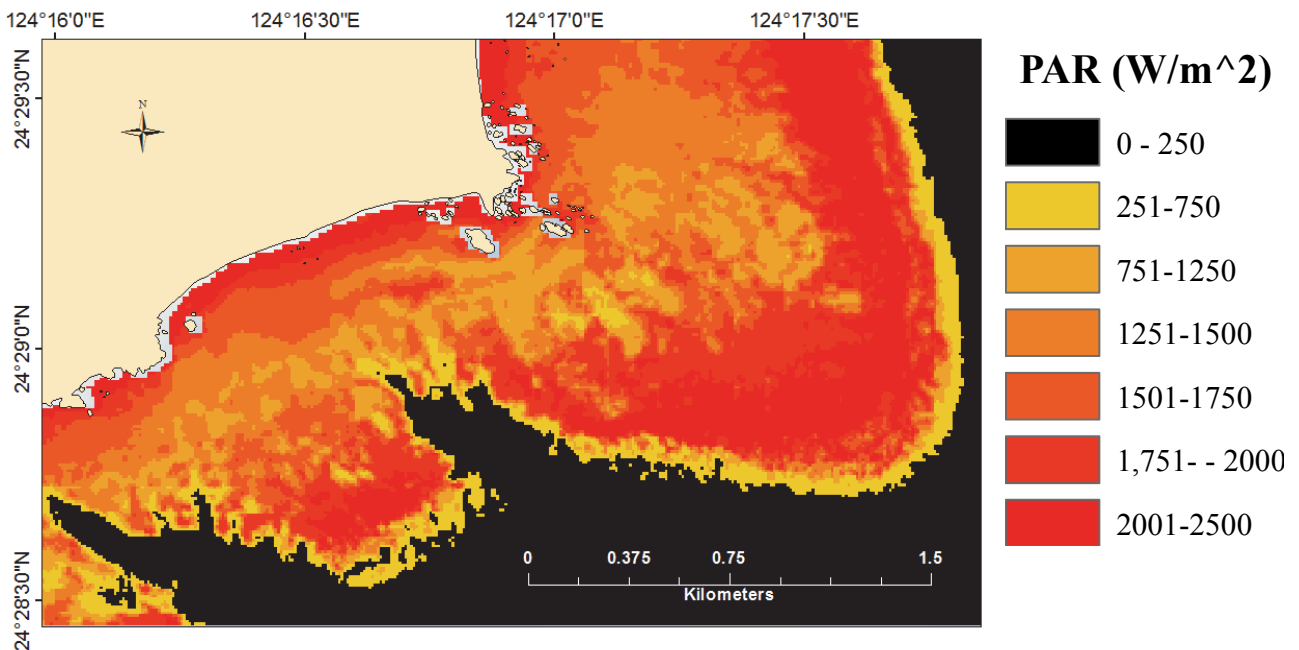 124°16'0"E 124°16'30"E 124°17'0"E 124°17'30"E
24°29'30"N
24°29'0"N
24°28'30"N
N
0 0.375 0.75 1.5
Kilometers
PAR (W/m^2)
0 - 250
251-750
751-1250
1251-1500
1501-1750
1,751- - 2000
2001-2500